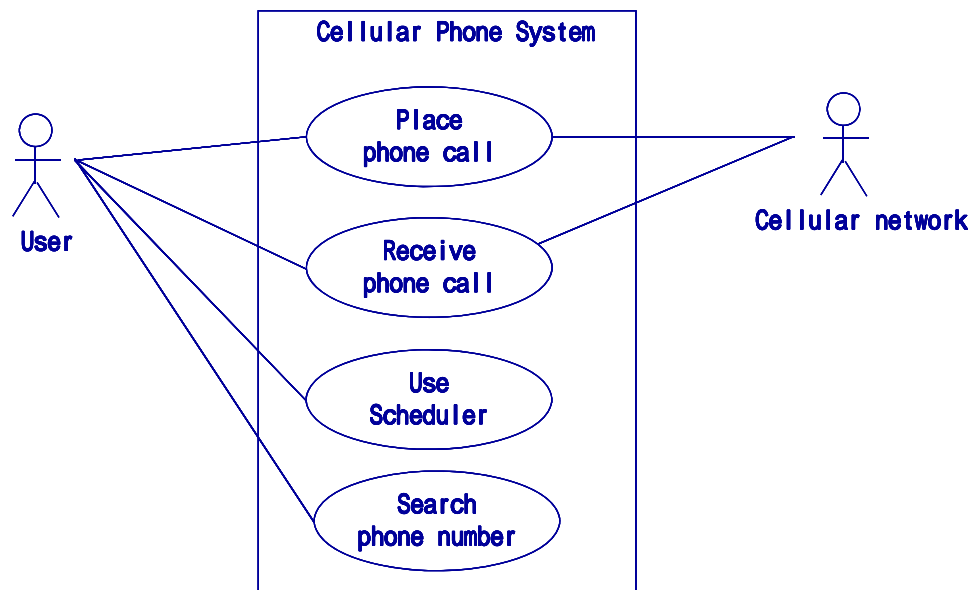 Cellular Phone System
Place
phone call
Receive
phone call
Use
Scheduler
Search
phone number
User
Cellular network